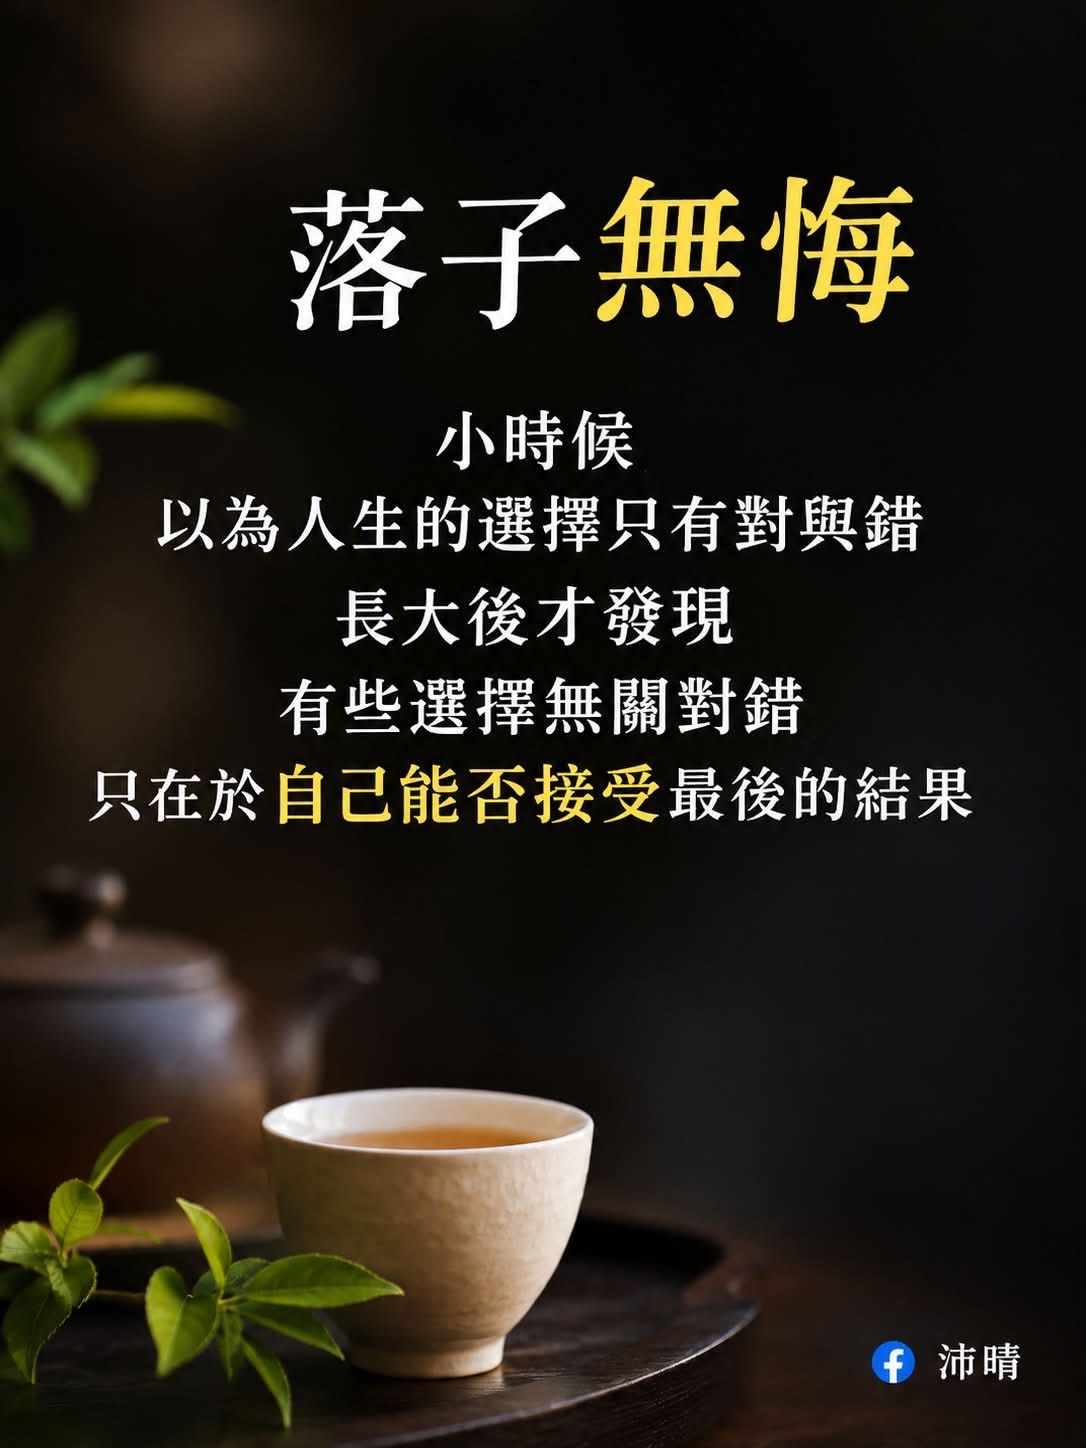 落子無悔
小時候
以為人生的選擇只有對與錯
長大後才發現
有些選擇無關對錯
只在於自己能否接受最後的結果
沛晴